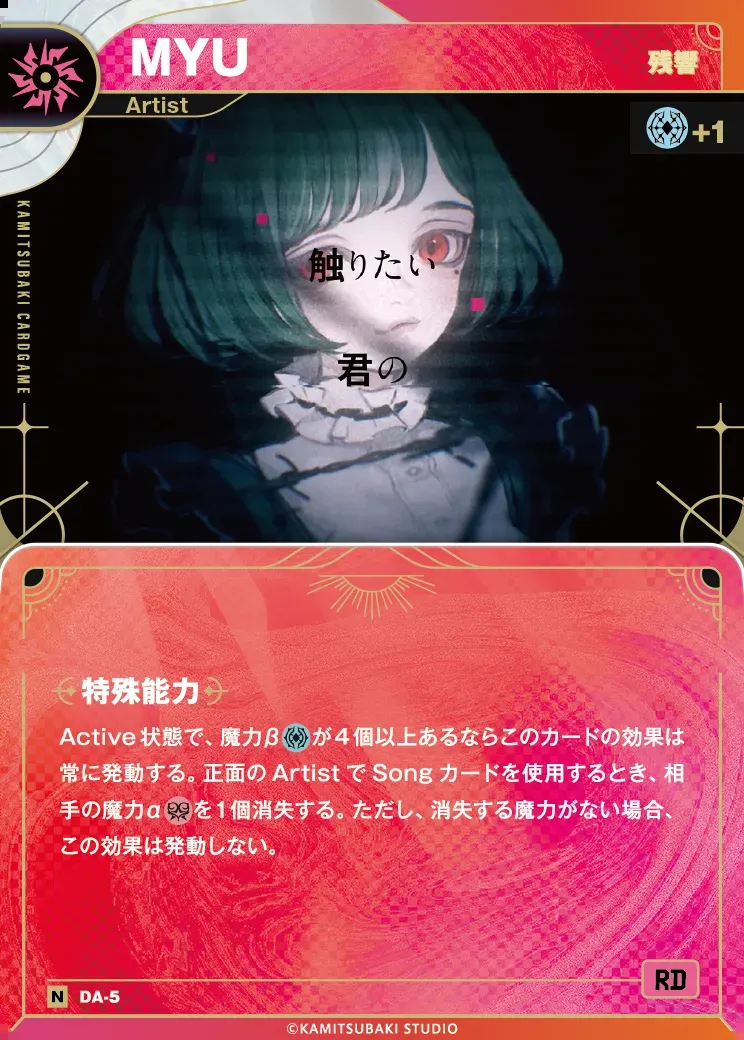 MYU
残響
Artist
+1
KAMITSUBAKI CARDGAME
触りたい
君の
特殊能力
Active状態で、魔力βが4個以上あるならこのカードの効果は
常に発動する。正面のArtistでSongカードを使用するとき、相
手の魔力αを1個消失する。ただし、消失する魔力がない場合、
この効果は発動しない。
N DA-5
RD
©KAMITSUBAKI STUDIO